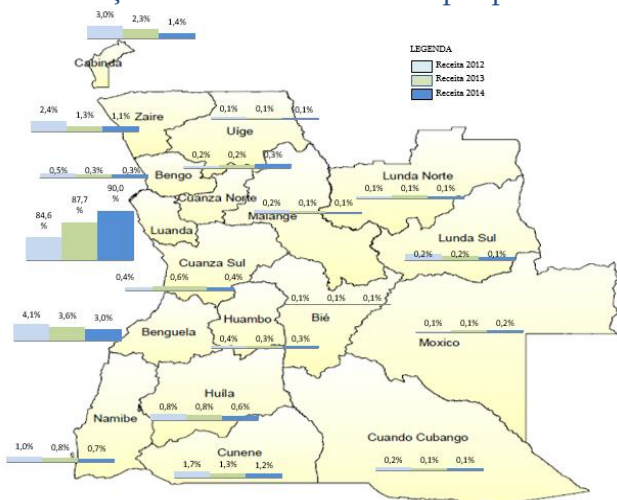 3,0% 2,3% 1,4%
LEGENDA
Receita 2012
Receita 2013
Receita 2014
Cabinda
2,4% 1,3% 1,1%
Zaire
0,1% 0,1% 0,1%
Uíge
0,5% 0,3% 0,3%
Bengo
0,2% 0,2% 0,3%
Cuanza Norte
84,6 %
87,7 %
90,0 %
Luanda
0,2% 0,1% 0,1%
Malange
Lunda Norte
0,1% 0,1% 0,1%
Lunda Sul
0,2% 0,2% 0,1%
Cuanza Sul
0,4% 0,6% 0,4%
4,1% 3,6% 3,0%
Benguela
Huambo
0,4% 0,3% 0,3%
0,1% 0,1% 0,1%
Bié
0,1% 0,1% 0,2%
Moxico
Huíla
0,8% 0,8% 0,6%
Namibe
1,0% 0,8% 0,7%
Cunene
1,7% 1,3% 1,2%
Cuando Cubango
0,2% 0,1% 0,1%